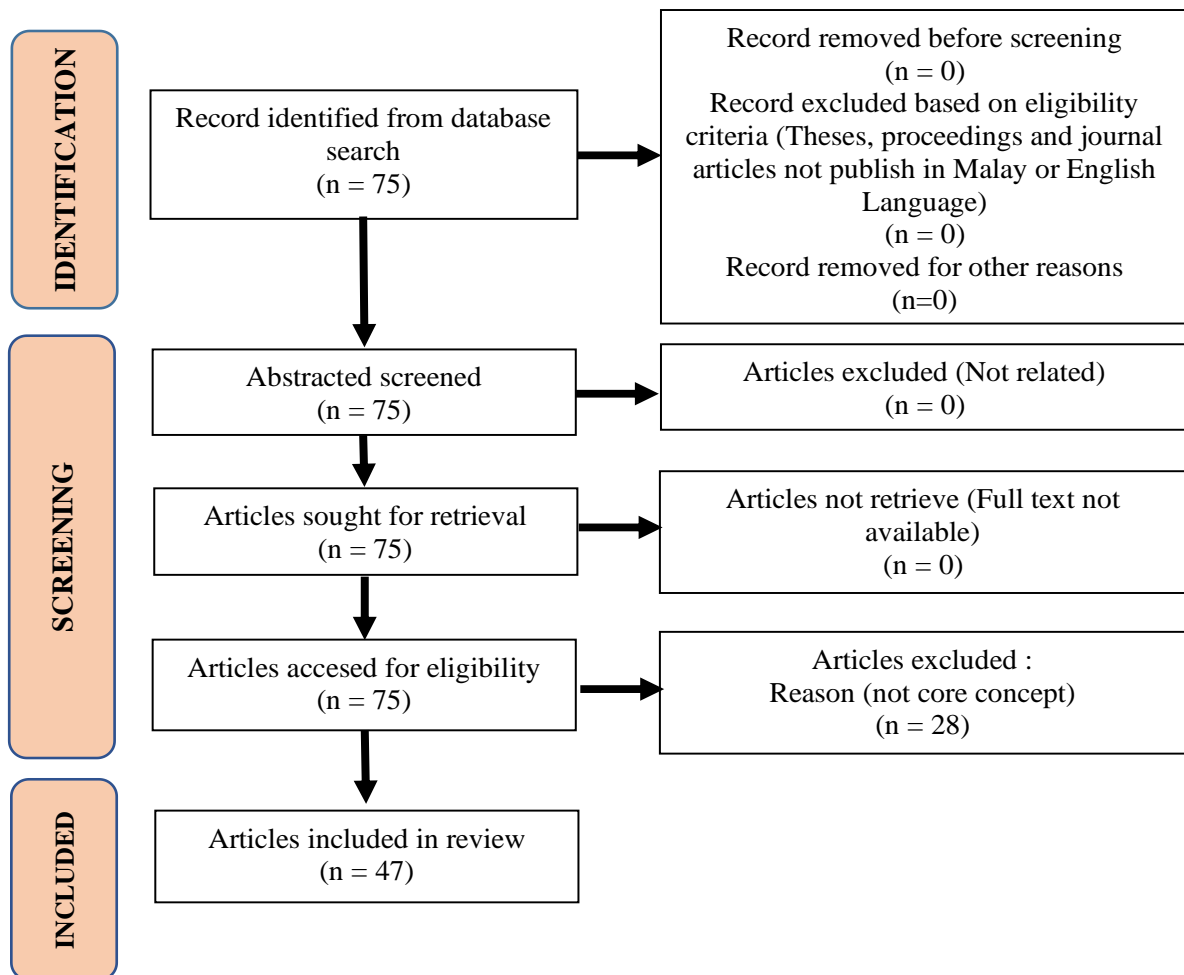 IDENTIFICATION
Record identified from database
search
(n = 75)
Record removed before screening
(n = 0)
Record excluded based on eligibility
criteria (Theses, proceedings and journal
articles not publish in Malay or English
Language)
(n = 0)
Record removed for other reasons
(n=0)
SCREENING
Abstracted screened
(n = 75)
Articles excluded (Not related)
(n = 0)
Articles sought for retrieval
(n = 75)
Articles not retrieve (Full text not
available)
(n = 0)
Articles accesed for eligibility
(n = 75)
Articles excluded :
Reason (not core concept)
(n = 28)
INCLUDED
Articles included in review
(n = 47)